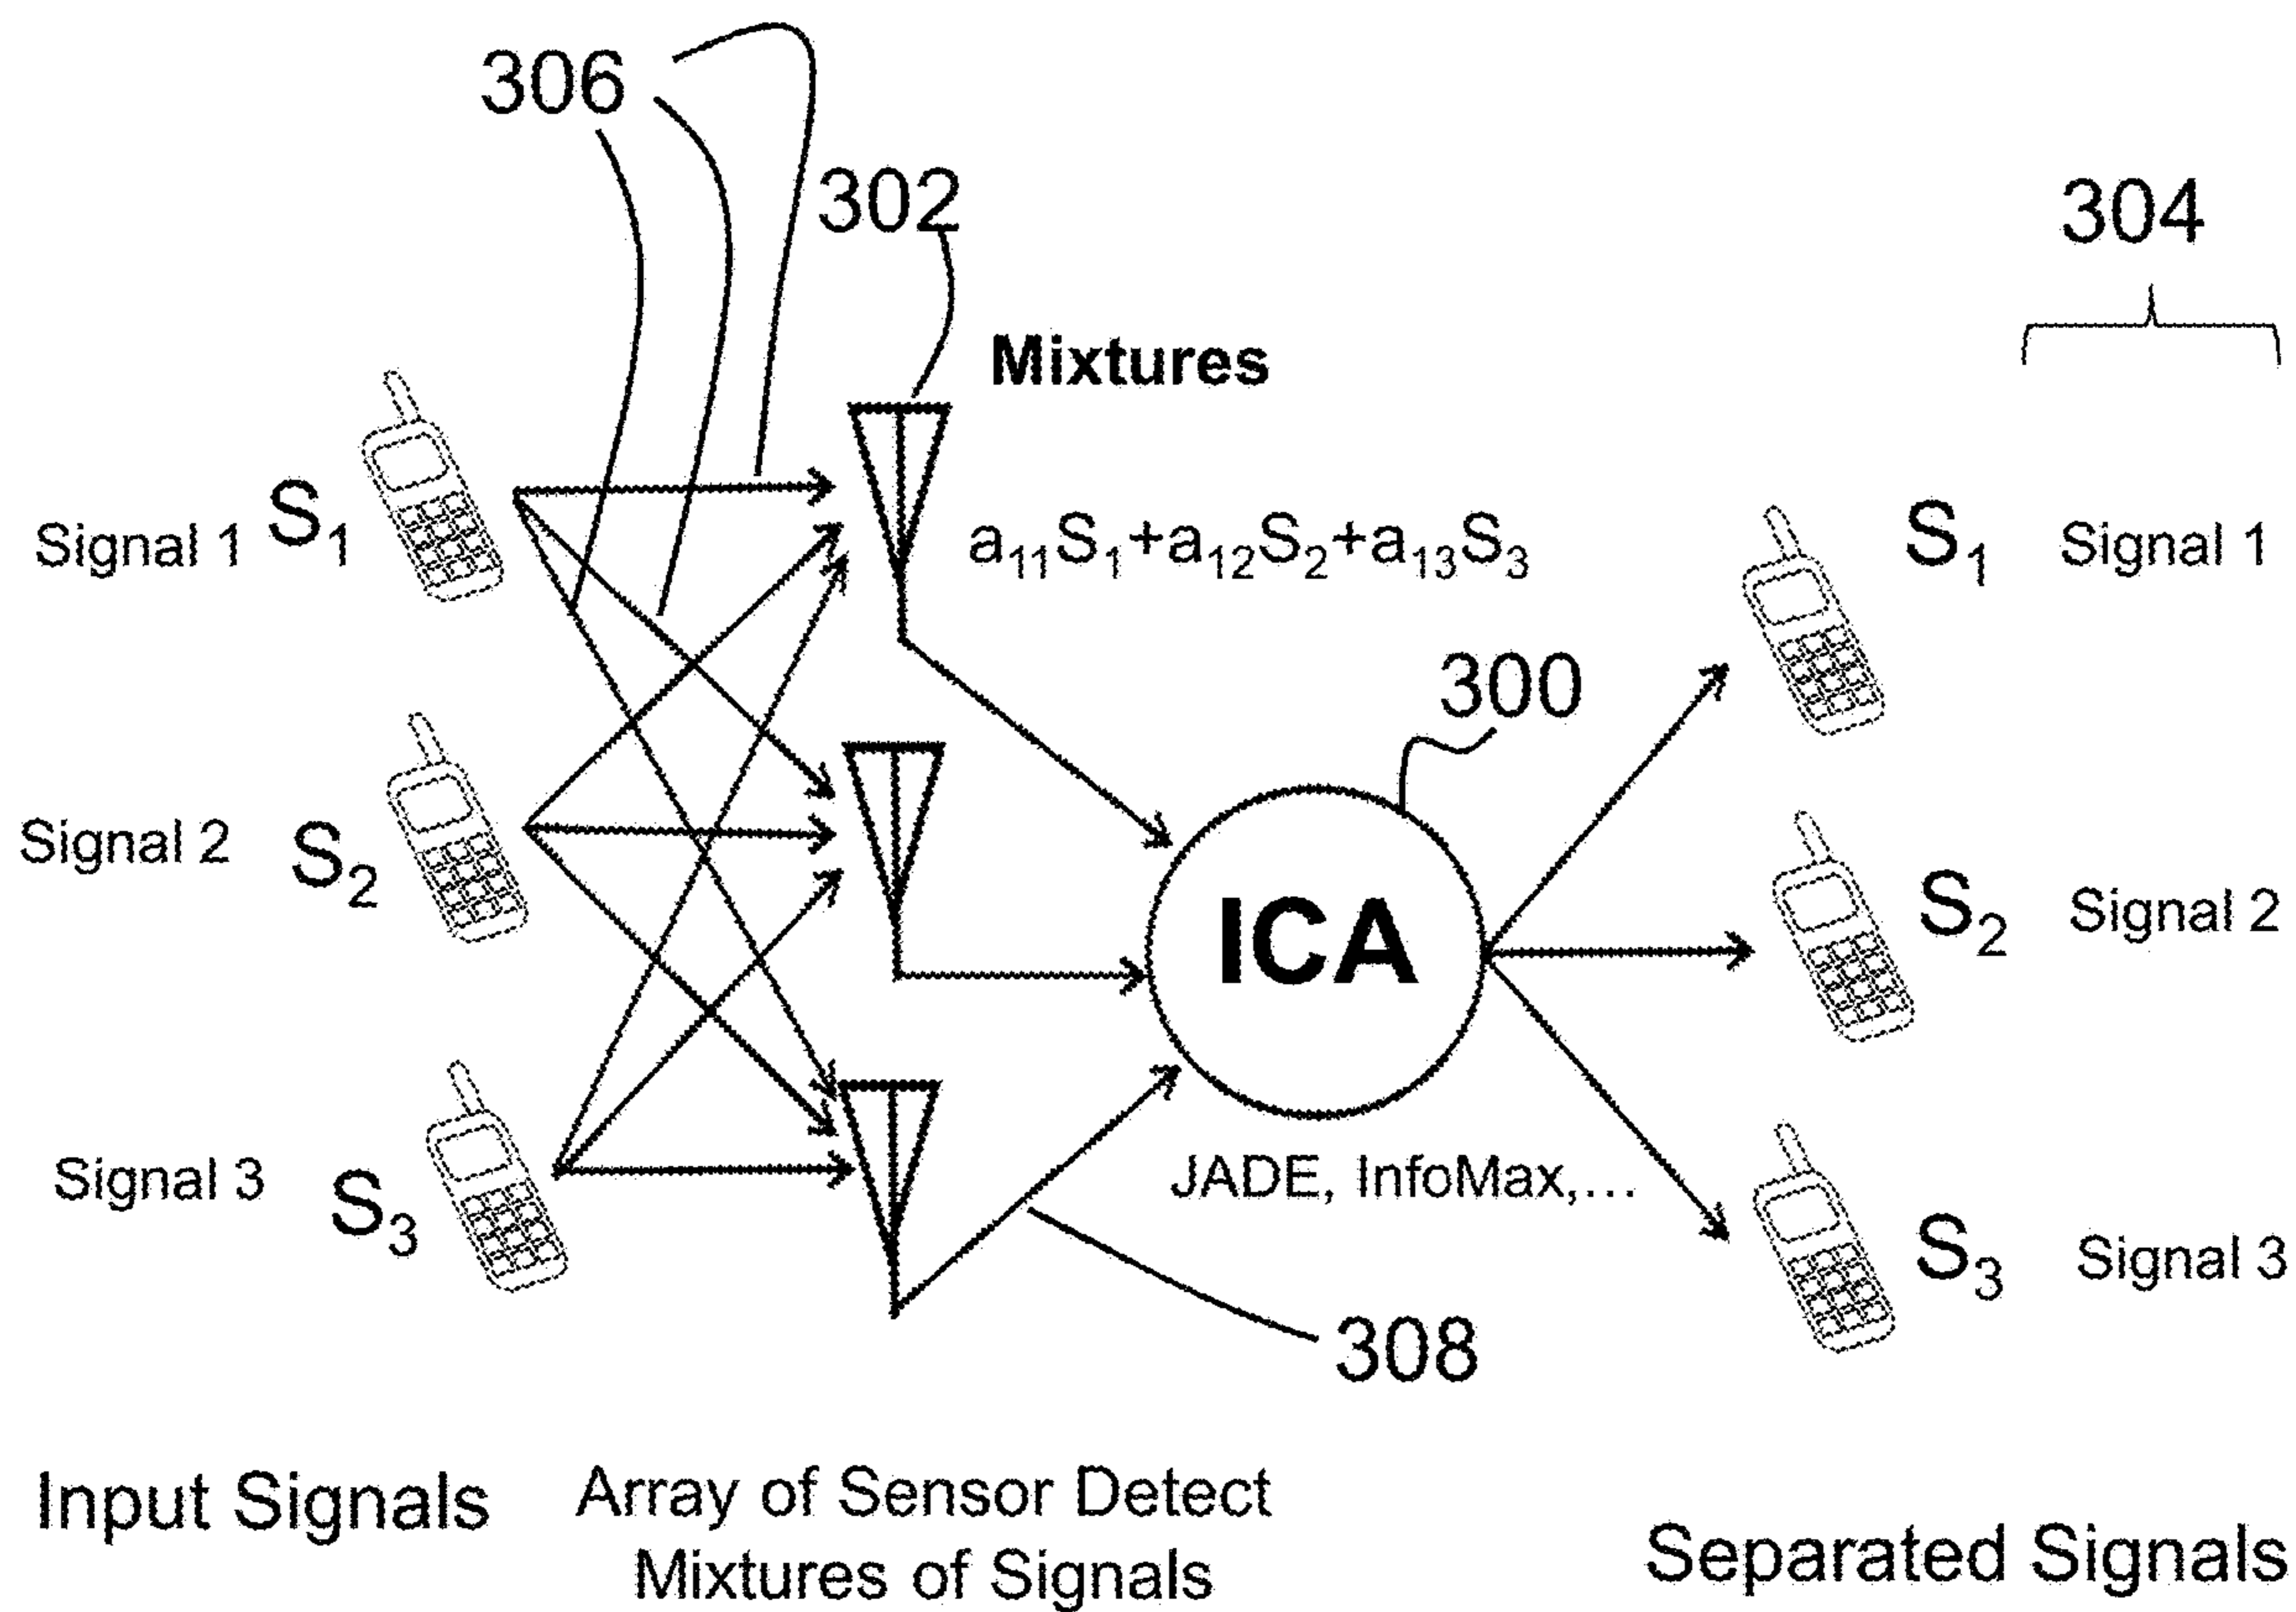 306
302
304
Mixtures
Signal 1 S₁
a₁₁S₁+a₁₂S₂+a₁₃S₃
S₁ Signal 1
300
Signal 2 S₂
ICA
S₂ Signal 2
Signal 3 S₃
JADE, InfoMax,...
S₃ Signal 3
308
Input Signals
Array of Sensor Detect
Mixtures of Signals
Separated Signals